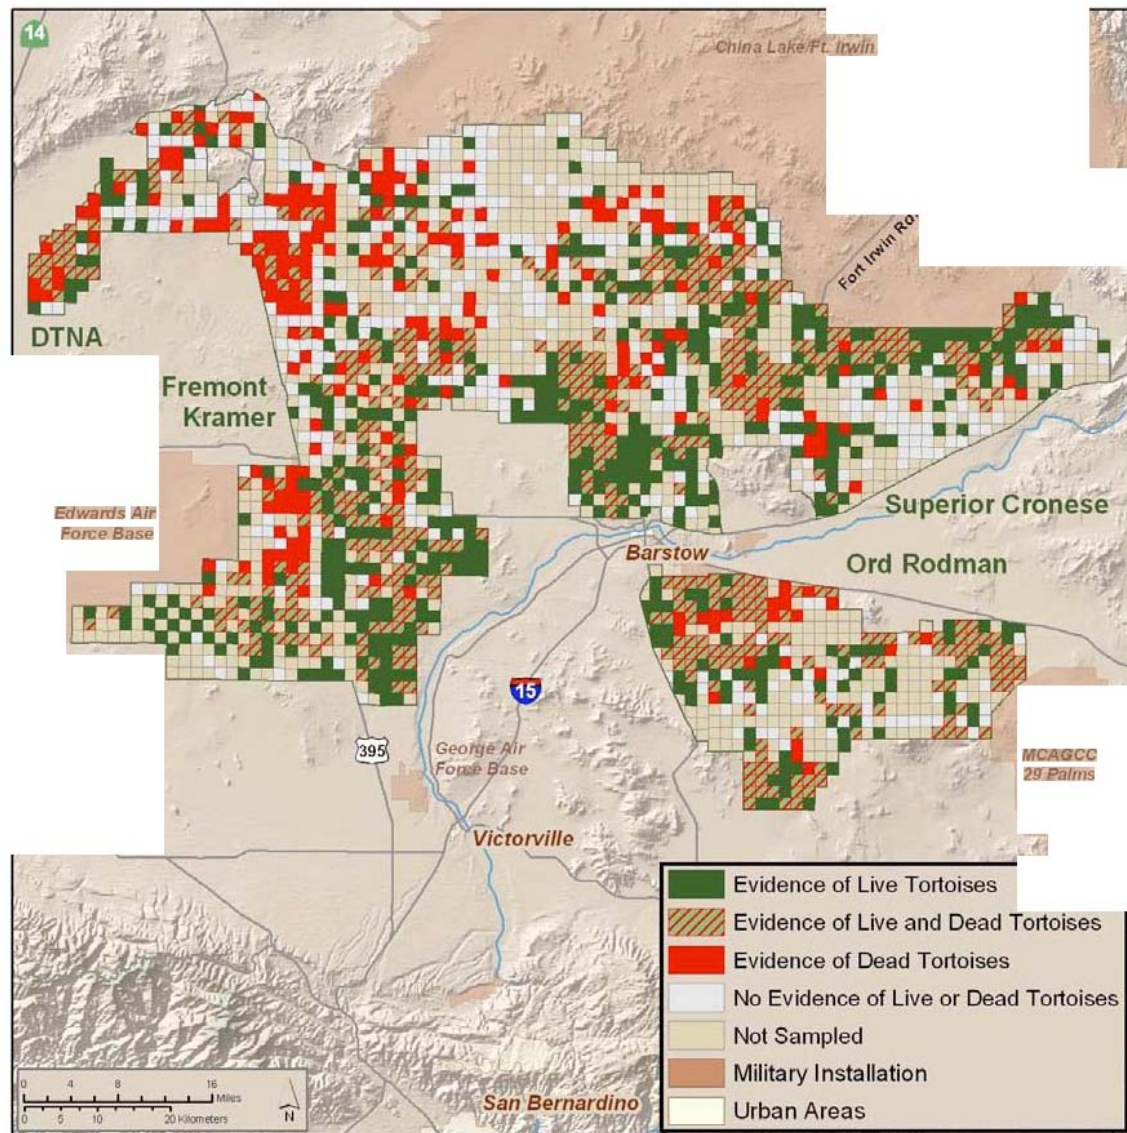 14
China Lake/Ft. Irwin
Fort Irwin Rd.
DTNA
Fremont
Kramer
Edwards Air
Force Base
Superior Cronese
Barstow
Ord Rodman
15
395
George Air
Force Base
MCAGCC
29 Palms
Victorville
Evidence of Live Tortoises
Evidence of Live and Dead Tortoises
Evidence of Dead Tortoises
No Evidence of Live or Dead Tortoises
Not Sampled
Military Installation
Urban Areas
0 4 8 16
Miles
0 5 10 20 Kilometers
N
San Bernardino